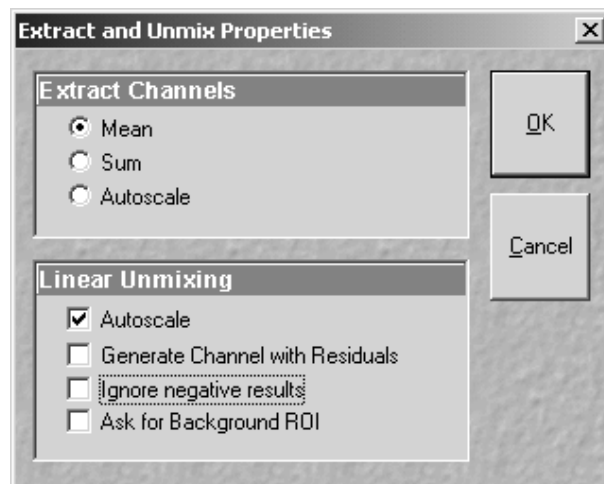 Extract and Unmix Properties
Extract Channels
Mean
Sum
Autoscale
OK
Cancel
Linear Unmixing
Autoscale
Generate Channel with Residuals
Ignore negative results
Ask for Background ROI